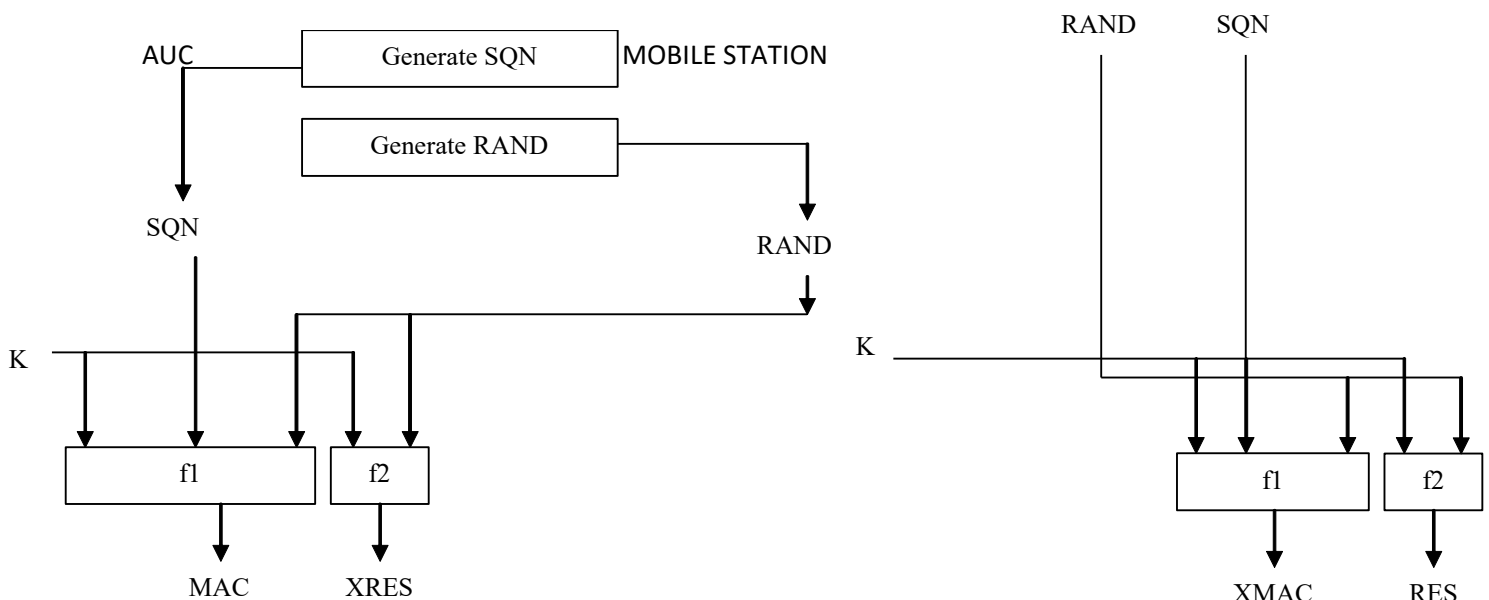 AUC
Generate SQN
MOBILE STATION
Generate RAND
SQN
RAND
K
f1
f2
MAC
XRES
RAND
SQN
K
f1
f2
XMAC
RES